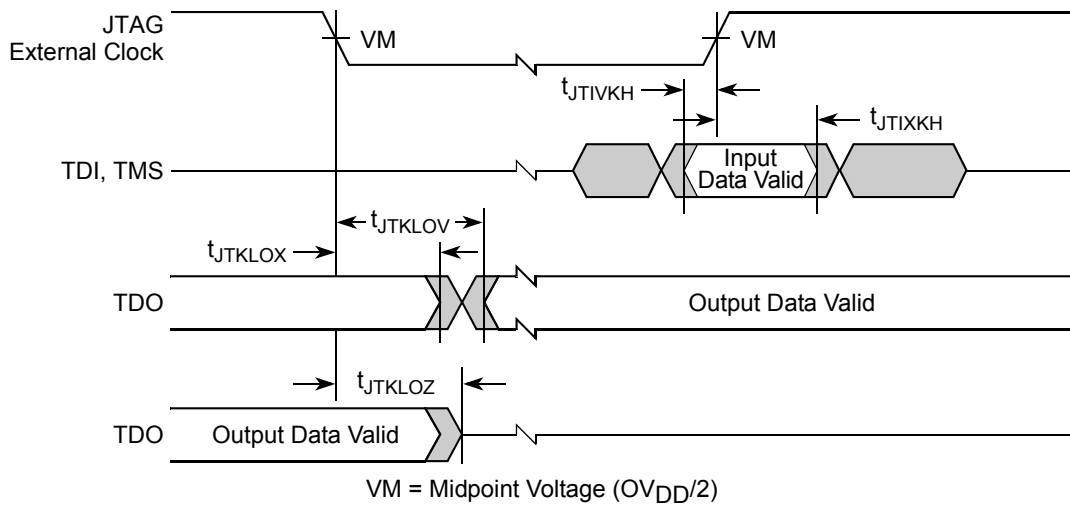 JTAG
External Clock
VM
VM
tJTIVKH
tJTIXKH
TDI, TMS
Input
Data Valid
tJTKLOV
tJTKLOX
TDO
Output Data Valid
tJTKLOZ
TDO
Output Data Valid
VM = Midpoint Voltage (OVDD/2)